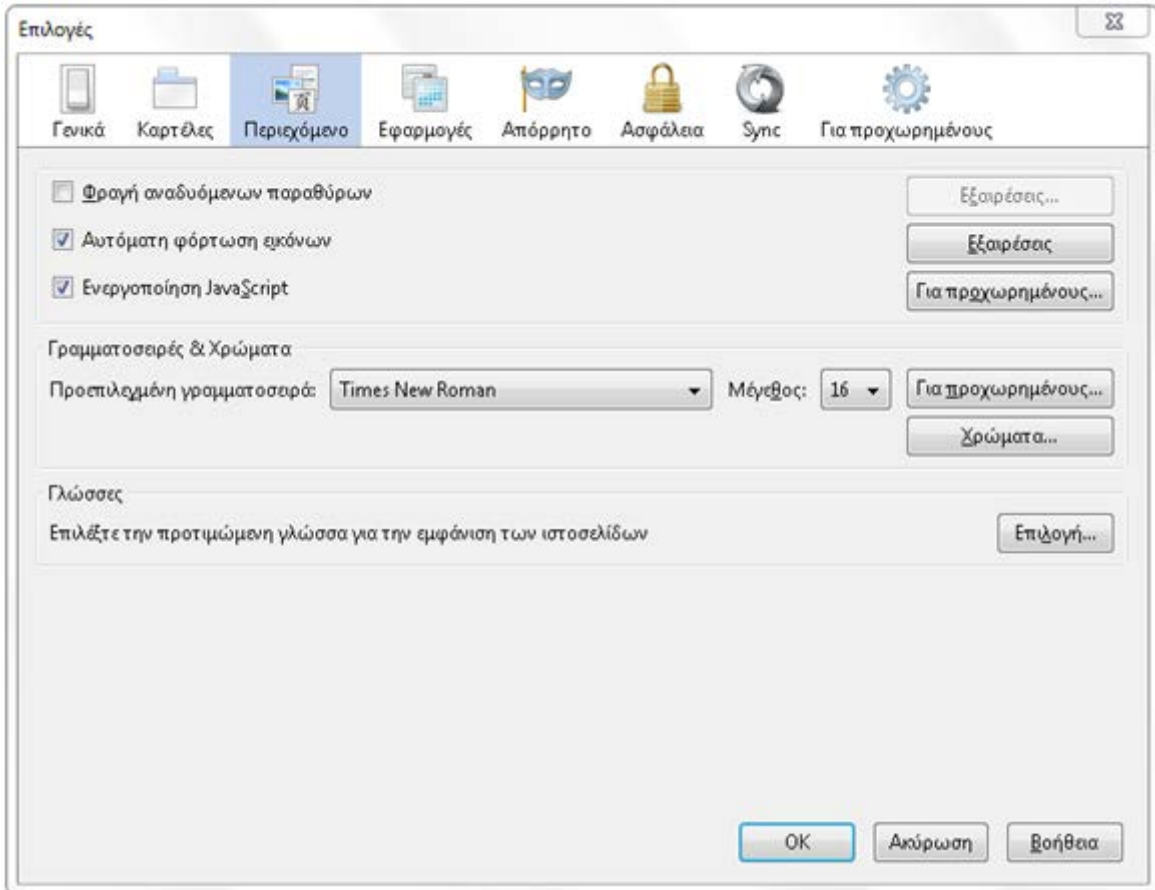 Επιλογές
Γενικά Καρτέλες Περιεχόμενο Εφαρμογές Απόρρητο Ασφάλεια Sync Για προχωρημένους
Φραγή αναδυόμενων παραθύρων Εξαιρέσεις...
Αυτόματη φόρτωση εικόνων Εξαιρέσεις
Ενεργοποίηση JavaScript Για προχωρημένους...
Γραμματοσειρές & Χρώματα
Προεπιλεγμένη γραμματοσειρά: Times New Roman Μέγεθος: 16 Για προχωρημένους...
Χρώματα...
Γλώσσες
Επιλέξτε την προτιμώμενη γλώσσα για την εμφάνιση των ιστοσελίδων Επιλογή...
OK Ακύρωση Βοήθεια